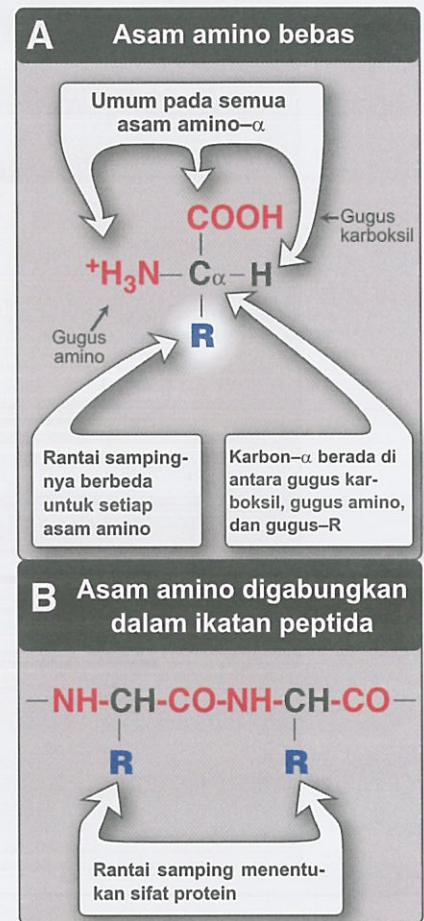 A Asam amino bebas
Umum pada semua
asam amino–α
COOH
Gugus
karboksil
⁺H₃N–Cα–H
Gugus
amino
R
Rantai samping-
nya berbeda
untuk setiap
asam amino
Karbon–α berada di
antara gugus kar-
boksil, gugus amino,
dan gugus–R
B Asam amino digabungkan
dalam ikatan peptida
–NH-CH-CO-NH-CH-CO–
R R
Rantai samping menentu-
kan sifat protein